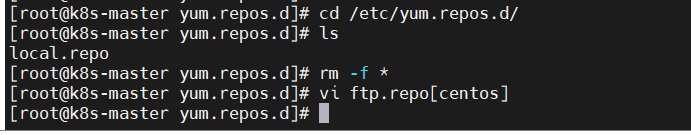 [root@k8s-master yum.repos.d]# cd /etc/yum.repos.d/
[root@k8s-master yum.repos.d]# ls
local.repo
[root@k8s-master yum.repos.d]# rm -f *
[root@k8s-master yum.repos.d]# vi ftp.repo[centos]
[root@k8s-master yum.repos.d]#